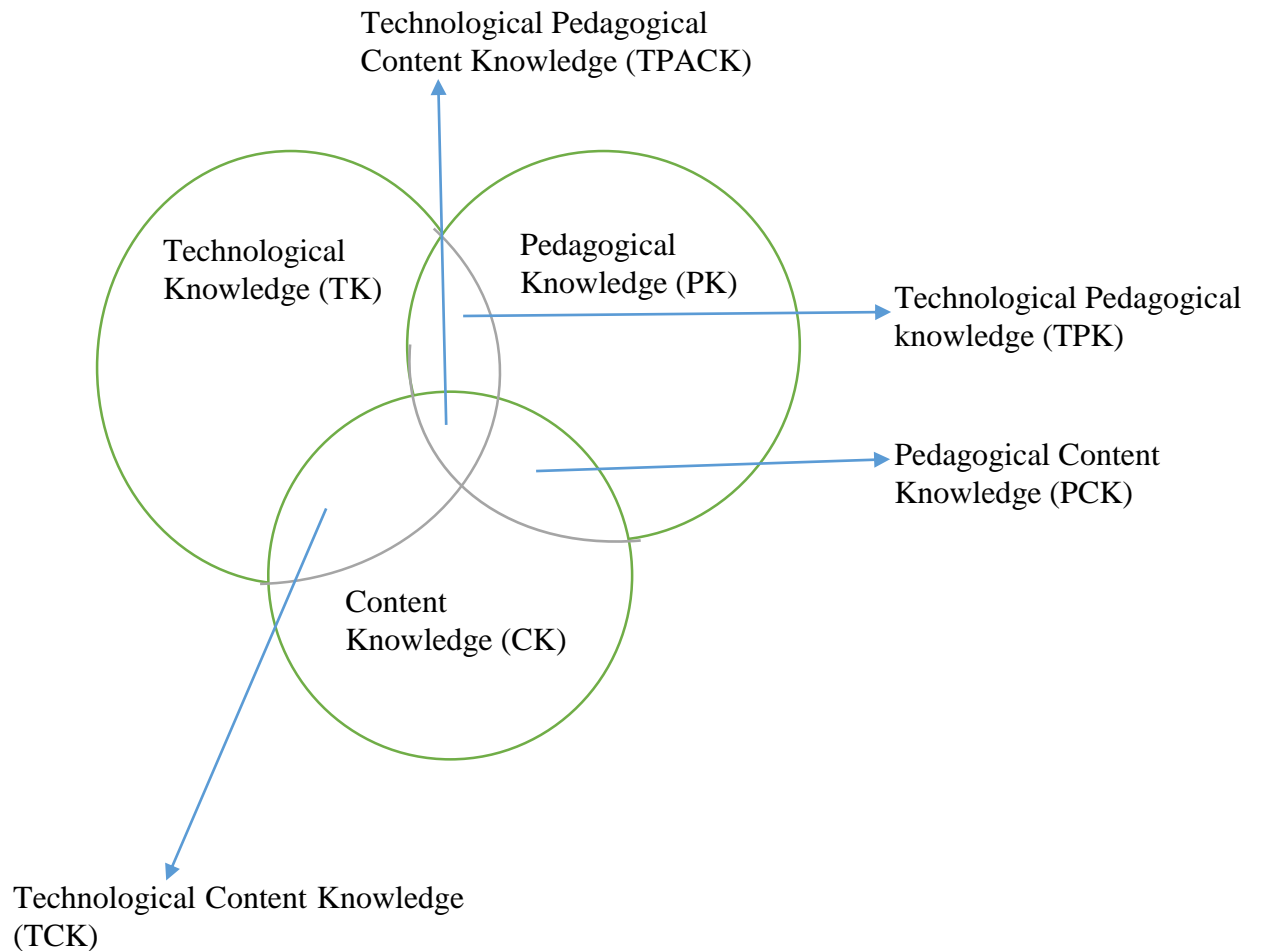 Technological Pedagogical
Content Knowledge (TPACK)
Technological
Knowledge (TK)
Pedagogical
Knowledge (PK)
Technological Pedagogical
knowledge (TPK)
Pedagogical Content
Knowledge (PCK)
Content
Knowledge (CK)
Technological Content Knowledge
(TCK)